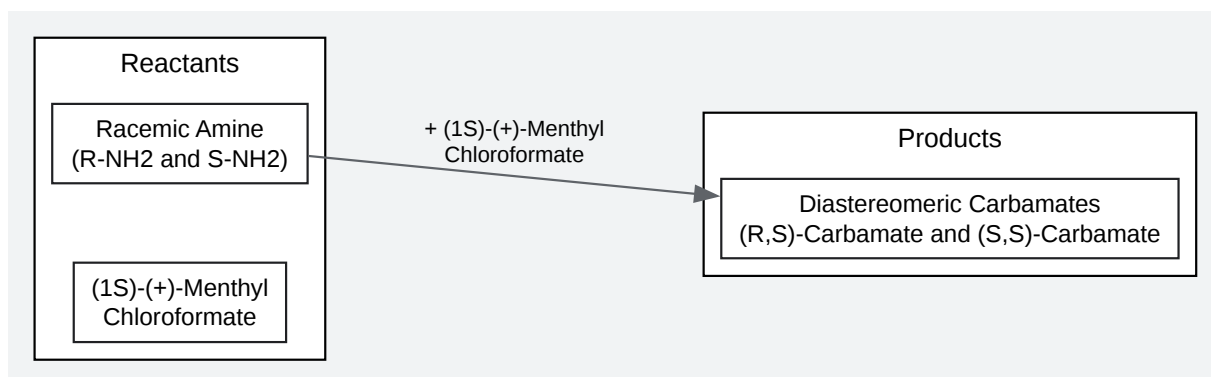 Reactants
Racemic Amine
(R-NH2 and S-NH2)
(1S)-(+)-Menthyl
Chloroformate
+ (1S)-(+)-Menthyl
Chloroformate
Products
Diastereomeric Carbamates
(R,S)-Carbamate and (S,S)-Carbamate